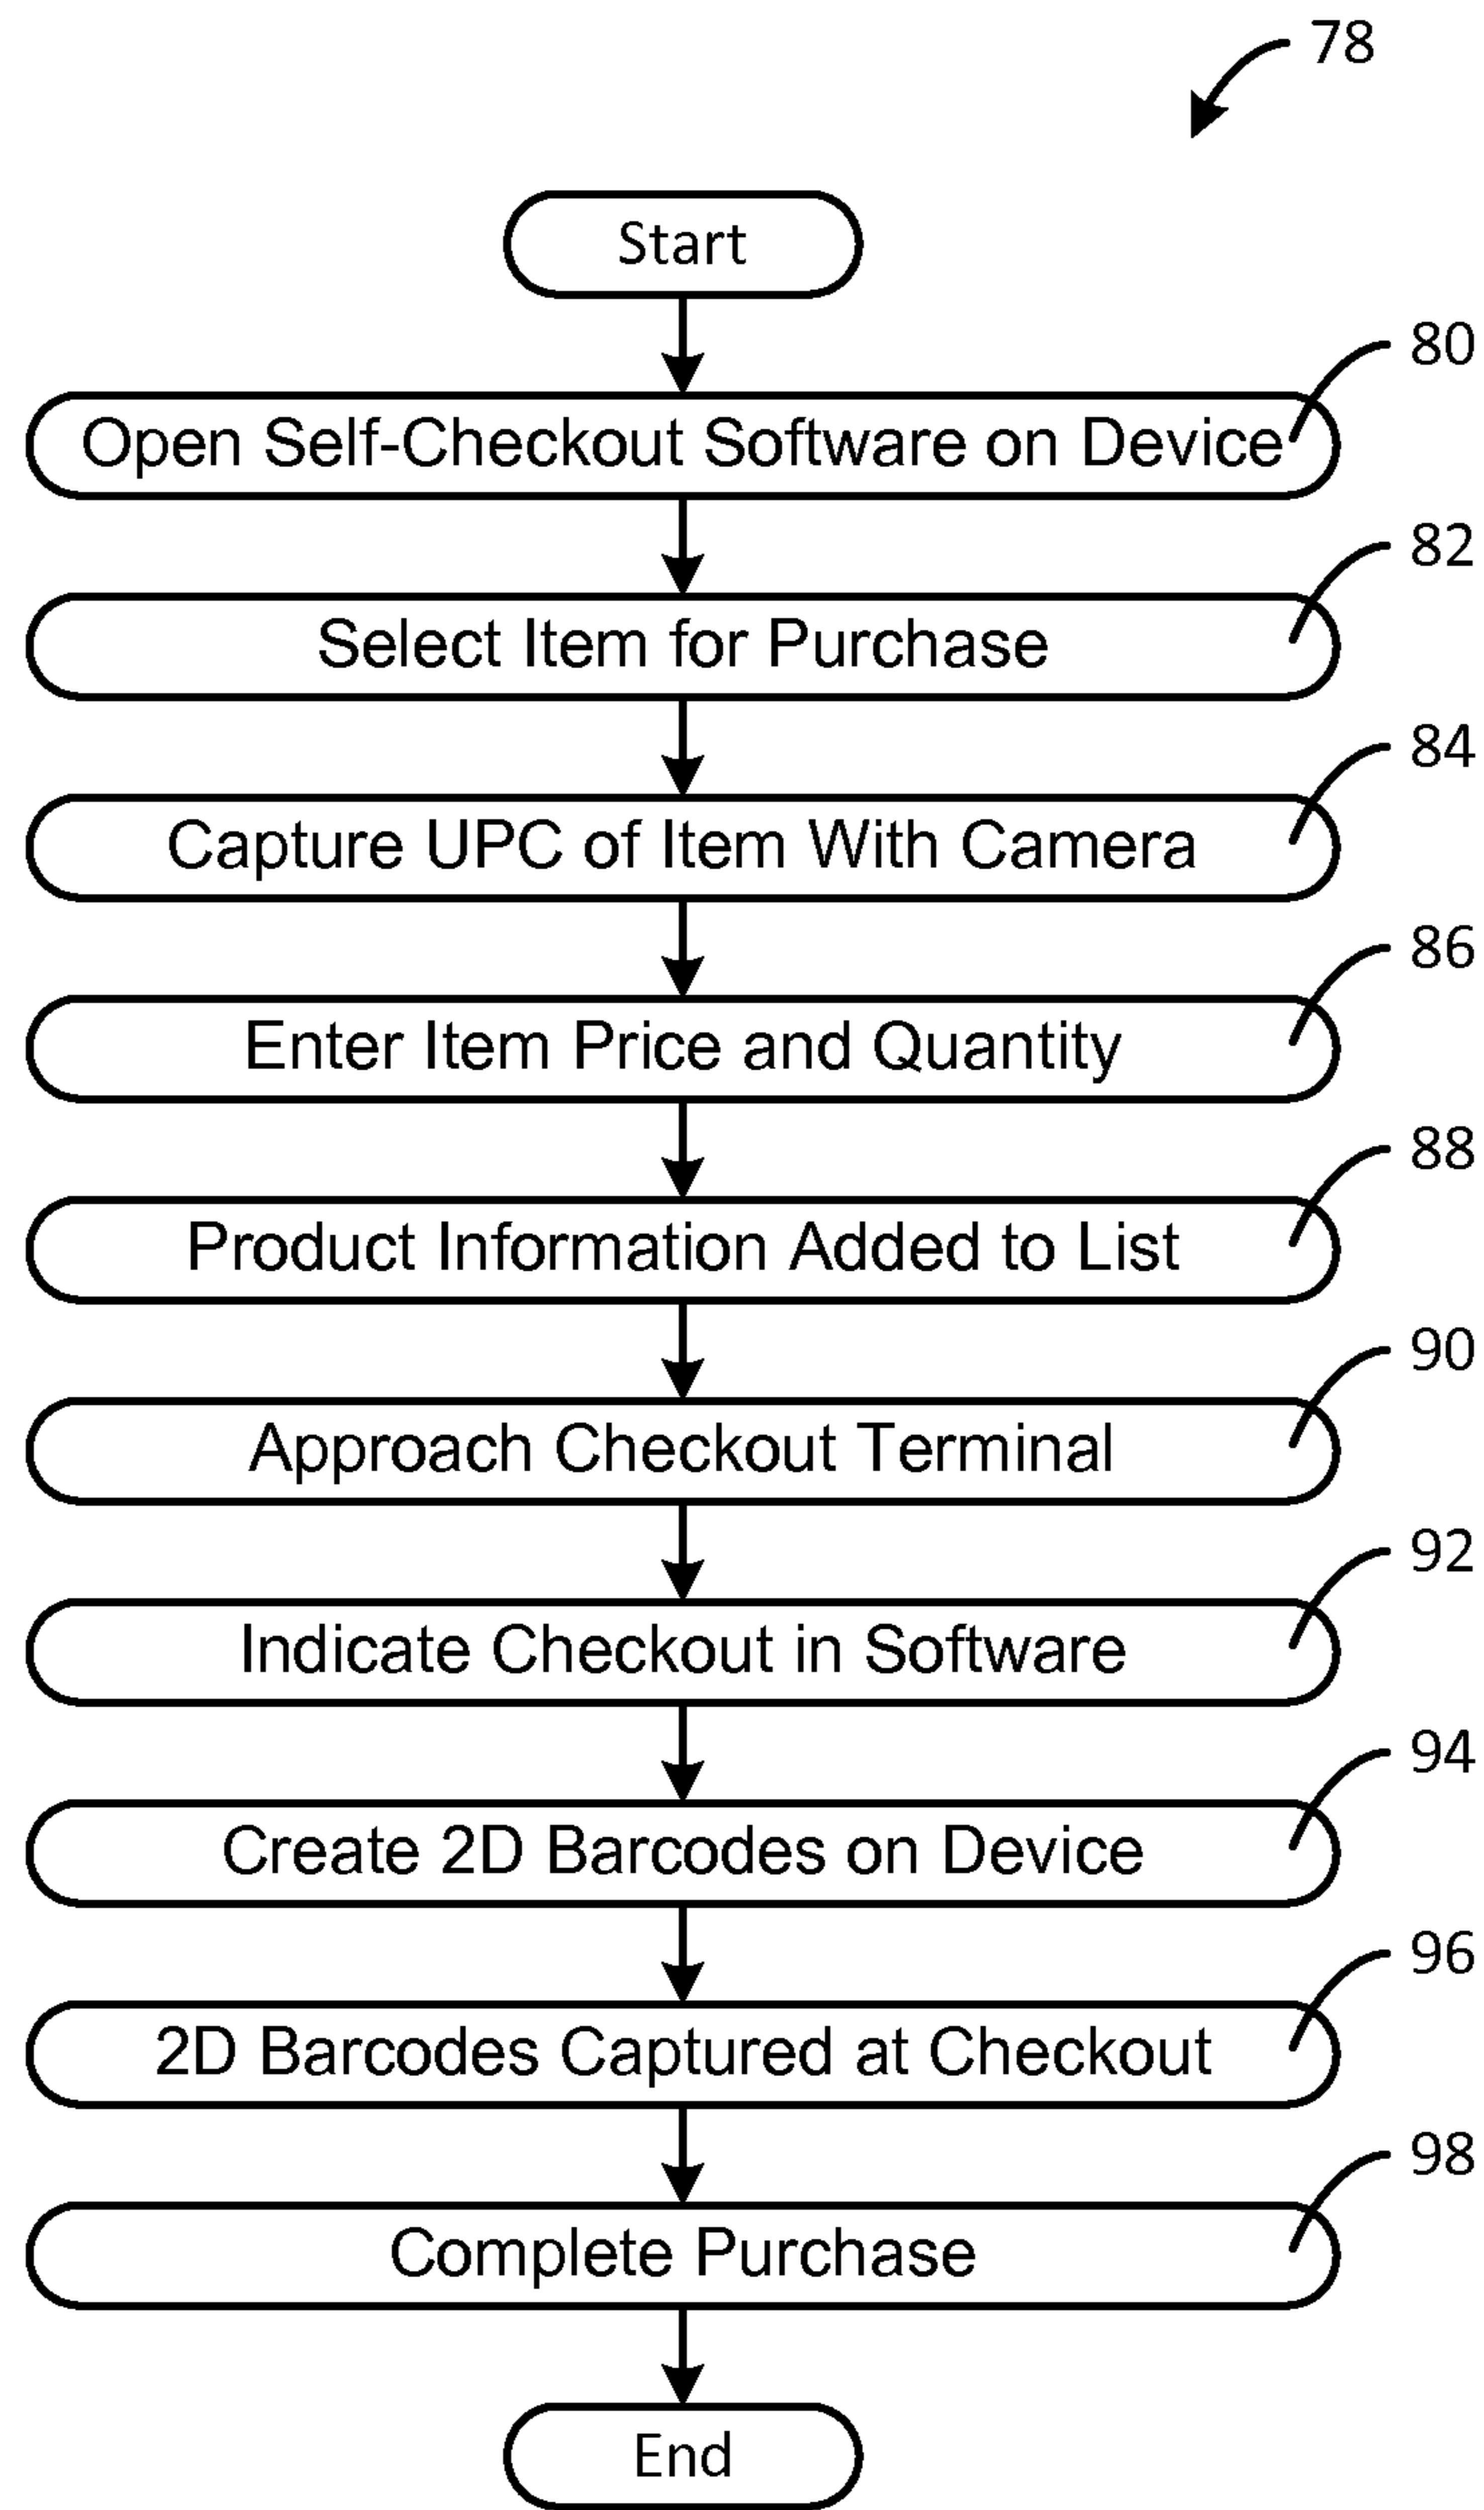 78
Start
80
Open Self-Checkout Software on Device
82
Select Item for Purchase
84
Capture UPC of Item With Camera
86
Enter Item Price and Quantity
88
Product Information Added to List
90
Approach Checkout Terminal
92
Indicate Checkout in Software
94
Create 2D Barcodes on Device
96
2D Barcodes Captured at Checkout
98
Complete Purchase
End